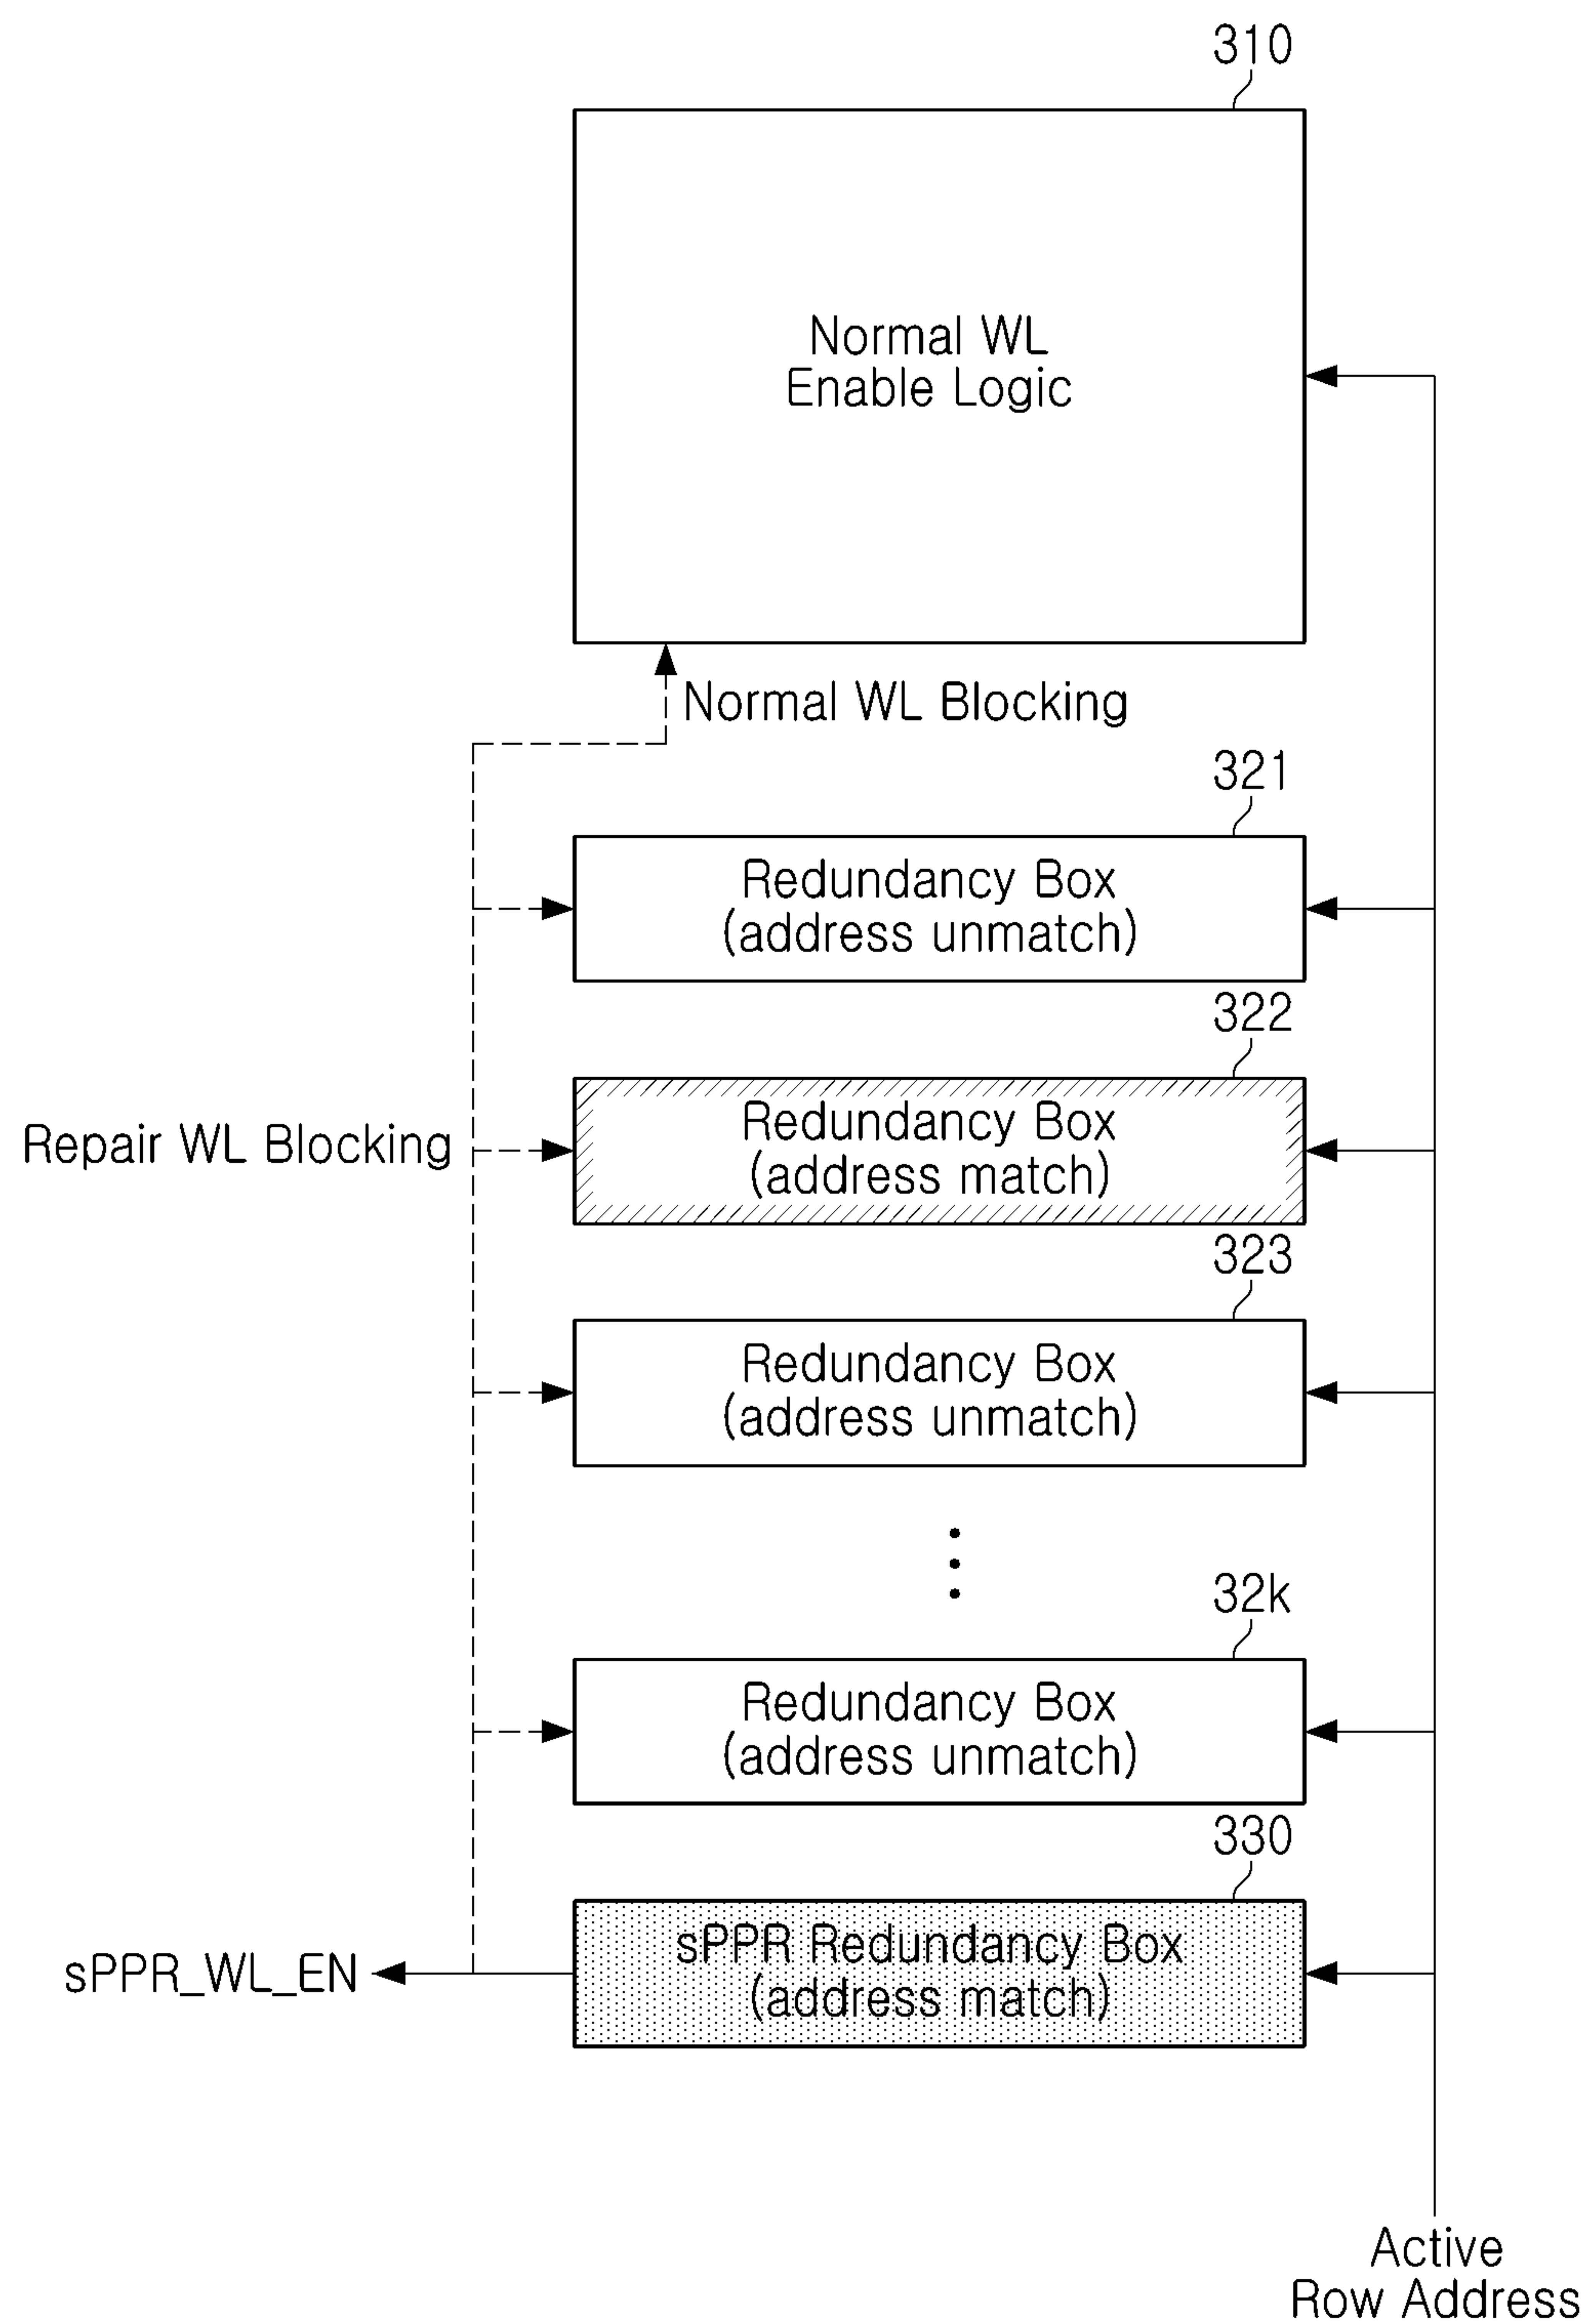 310
Normal WL
Enable Logic
Normal WL Blocking
321
Redundancy Box
(address unmatch)
322
Redundancy Box
(address match)
Repair WL Blocking
323
Redundancy Box
(address unmatch)
32k
Redundancy Box
(address unmatch)
330
sPPR Redundancy Box
(address match)
sPPR_WL_EN
Active
Row Address